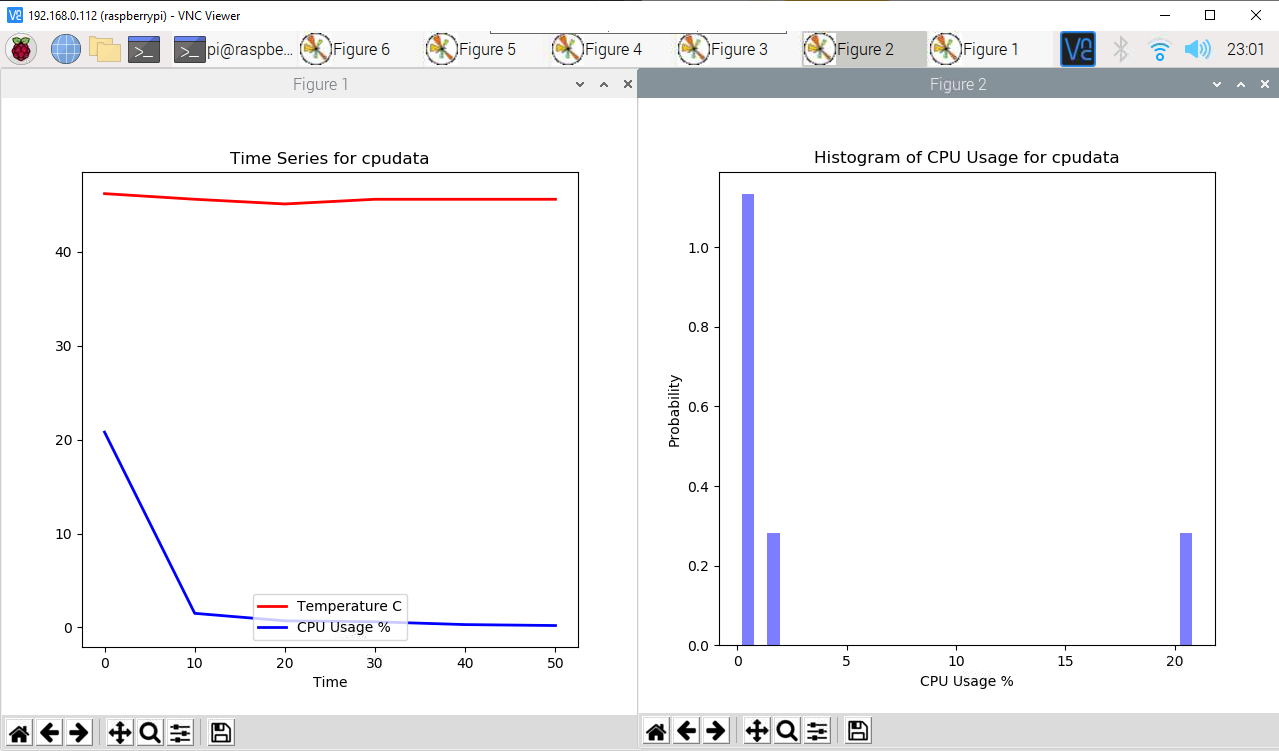 192.168.0.112 (raspberrypi) - VNC Viewer
pi@raspbe... Figure 6 Figure 5 Figure 4 Figure 3 Figure 2 Figure 1 23:01
Figure 1
Time Series for cpudata
40
30
20
10
0
Temperature C
CPU Usage %
0 10 20 30 40 50
Time
Figure 2
Histogram of CPU Usage for cpudata
Probability
1.0
0.8
0.6
0.4
0.2
0.0
0 5 10 15 20
CPU Usage %